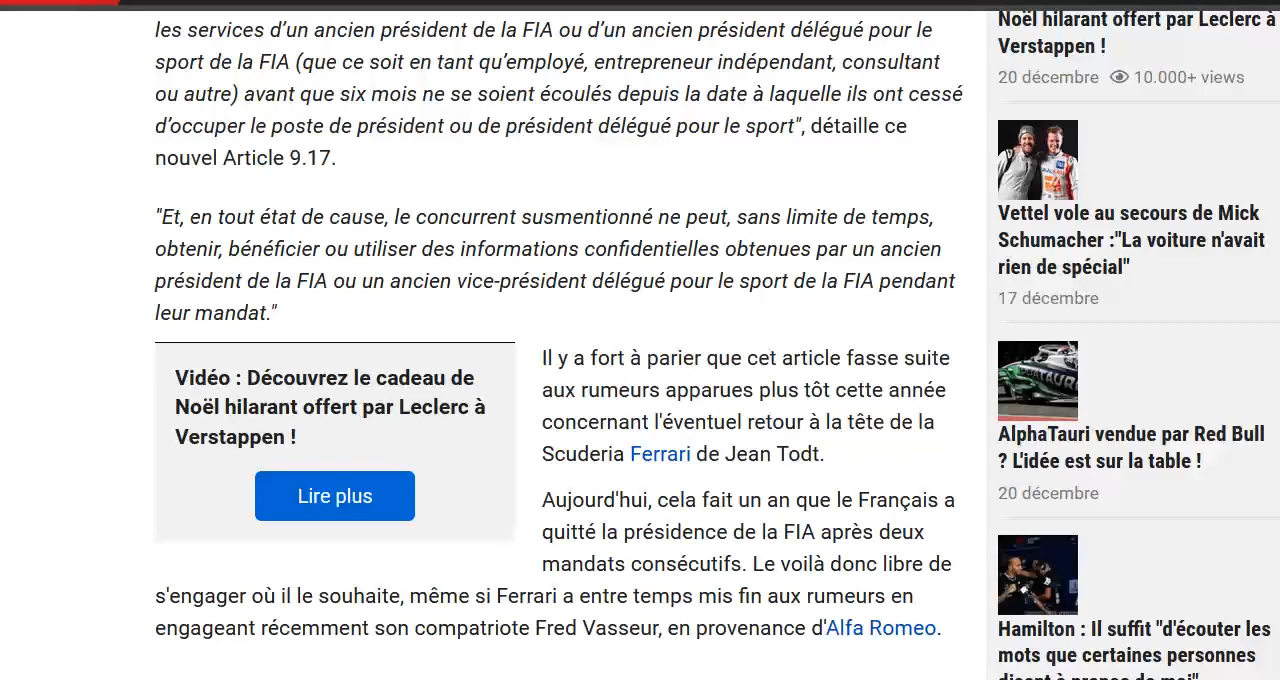 les services d’un ancien président de la FIA ou d’un ancien président délégué pour le
sport de la FIA (que ce soit en tant qu’employé, entrepreneur indépendant, consultant
ou autre) avant que six mois ne se soient écoulés depuis la date à laquelle ils ont cessé
d’occuper le poste de président ou de président délégué pour le sport", détaille ce
nouvel Article 9.17.
"Et, en tout état de cause, le concurrent susmentionné ne peut, sans limite de temps,
obtenir, bénéficier ou utiliser des informations confidentielles obtenues par un ancien
président de la FIA ou un ancien vice-président délégué pour le sport de la FIA pendant
leur mandat."
Vidéo : Découvrez le cadeau de
Noël hilarant offert par Leclerc à
Verstappen !
Lire plus
Il y a fort à parier que cet article fasse suite
aux rumeurs apparues plus tôt cette année
concernant l'éventuel retour à la tête de la
Scuderia Ferrari de Jean Todt.
Aujourd'hui, cela fait un an que le Français a
quitté la présidence de la FIA après deux
mandats consécutifs. Le voilà donc libre de
s'engager où il le souhaite, même si Ferrari a entre temps mis fin aux rumeurs en
engageant récemment son compatriote Fred Vasseur, en provenance d'Alfa Romeo.
Noël hilarant offert par Leclerc à
Verstappen !
20 décembre 10.000+ views
Vettel vole au secours de Mick
Schumacher :"La voiture n'avait
rien de spécial"
17 décembre
AlphaTauri vendue par Red Bull
? L'idée est sur la table !
20 décembre
Hamilton : Il suffit "d'écouter les
mots que certaines personnes
disent à propos de moi"